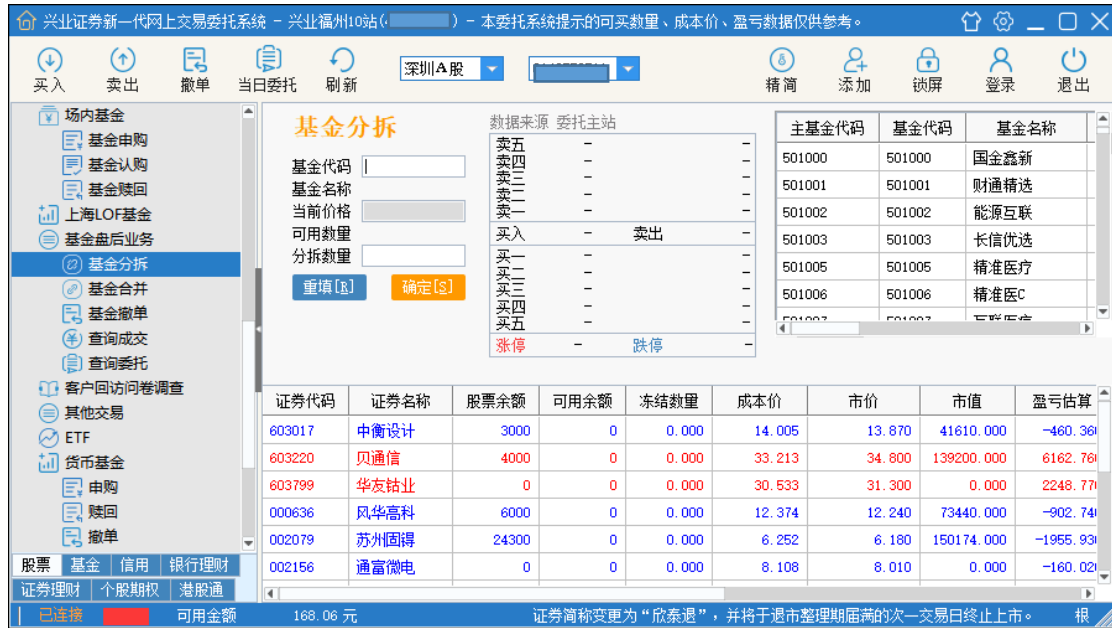 兴业证券新一代网上交易委托系统 - 兴业福州10站( ) - 本委托系统提示的可买数量、成本价、盈亏数据仅供参考。
买入 卖出 撤单 当日委托 刷新 深圳A股 精简 添加 锁屏 登录 退出
场内基金
基金申购
基金认购
基金赎回
上海LOF基金
基金盘后业务
基金分拆
基金合并
基金撤单
查询成交
查询委托
客户回访问卷调查
其他交易
ETF
货币基金
申购
赎回
撤单
股票 基金 信用 银行理财
证券理财 个股期权 港股通
基金分拆
基金代码
基金名称
当前价格
可用数量
分拆数量
重填[R] 确定[S]
数据来源 委托主站
卖五 - -
卖四 - -
卖三 - -
卖二 - -
卖一 - -
买入 - 卖出 -
买一 - -
买二 - -
买三 - -
买四 - -
买五 - -
涨停 - 跌停 -
主基金代码 基金代码 基金名称
501000 501000 国金鑫新
501001 501001 财通精选
501002 501002 能源互联
501003 501003 长信优选
501005 501005 精准医疗
501006 501006 精准医C
证券代码 证券名称 股票余额 可用余额 冻结数量 成本价 市价 市值 盈亏估算
603017 中衡设计 3000 0 0.000 14.005 13.870 41610.000 -460.36
603220 贝通信 4000 0 0.000 33.213 34.800 139200.000 6162.76
603799 华友钴业 0 0 0.000 30.533 31.300 0.000 2248.77
000636 风华高科 6000 0 0.000 12.374 12.240 73440.000 -902.74
002079 苏州固锝 24300 0 0.000 6.252 6.180 150174.000 -1955.93
002156 通富微电 0 0 0.000 8.108 8.010 0.000 -160.02
已连接 可用金额 168.06 元 证券简称变更为“欣泰退”，并将于退市整理期届满的次一交易日终止上市。 根